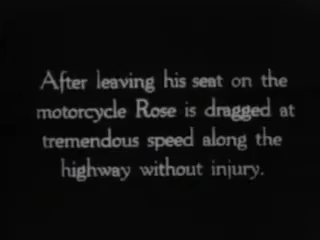 After leaving his seat on the
motorcycle Rose is dragged at
tremendous speed along the
highway without injury.